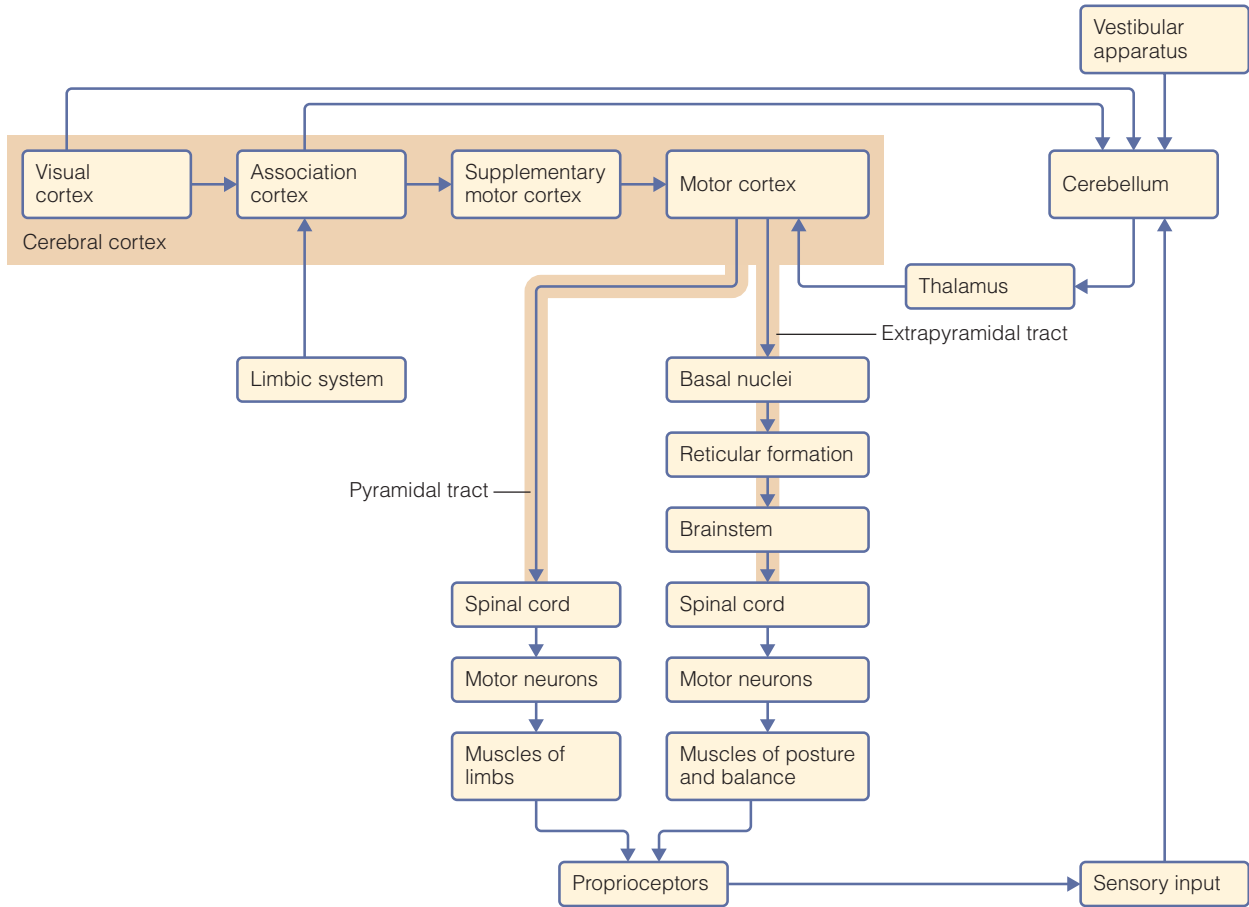 Vestibular
apparatus
Visual
cortex
Association
cortex
Supplementary
motor cortex
Motor cortex
Cerebellum
Cerebral cortex
Thalamus
Extrapyramidal tract
Limbic system
Basal nuclei
Reticular formation
Pyramidal tract
Brainstem
Spinal cord
Spinal cord
Motor neurons
Motor neurons
Muscles of
limbs
Muscles of posture
and balance
Proprioceptors
Sensory input